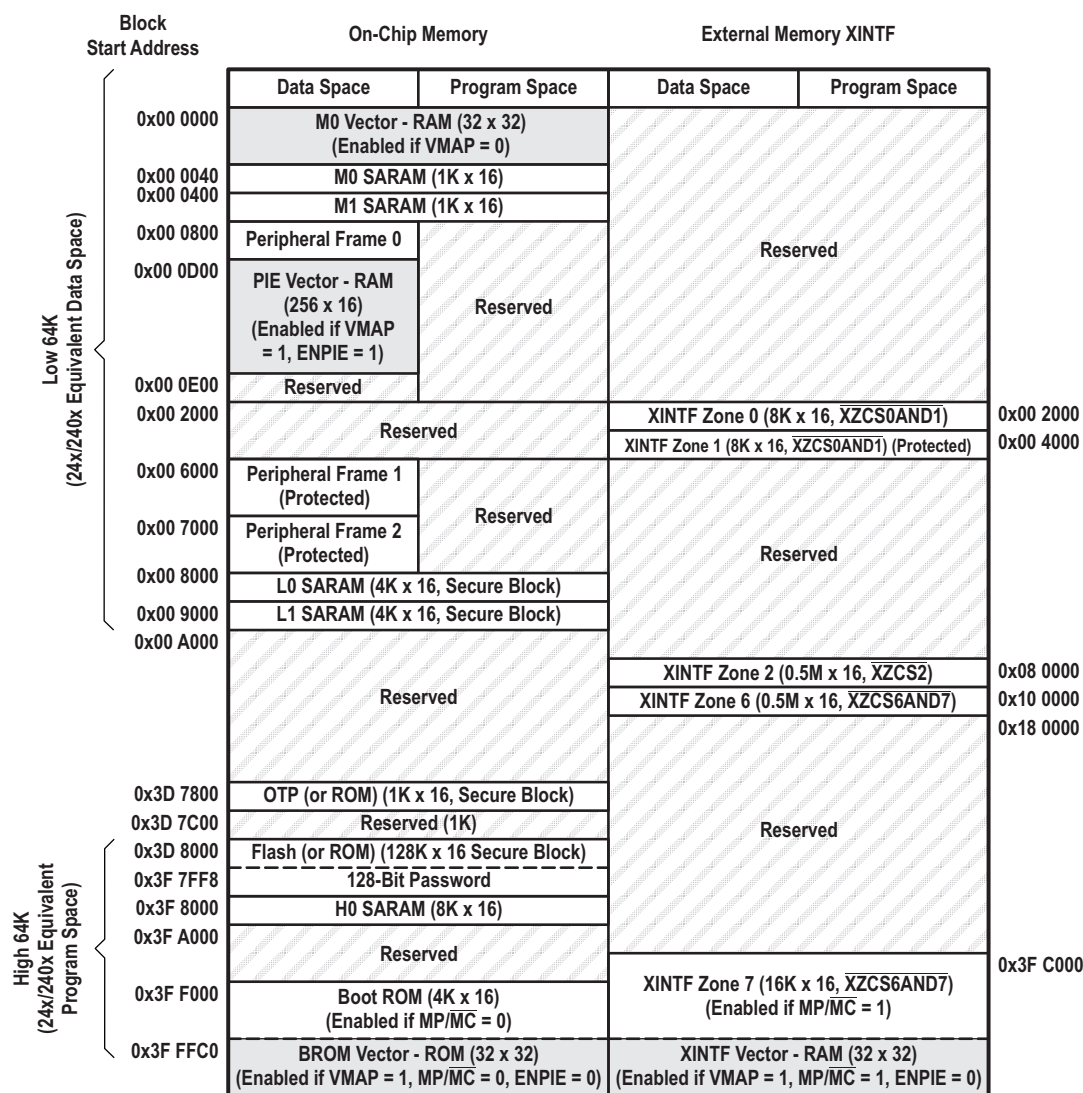 Block
Start Address
On-Chip Memory
External Memory XINTF
Data Space
Program Space
Data Space
Program Space
0x00 0000
M0 Vector - RAM (32 x 32)
(Enabled if VMAP = 0)
0x00 0040
M0 SARAM (1K x 16)
0x00 0400
M1 SARAM (1K x 16)
0x00 0800
Peripheral Frame 0
0x00 0D00
PIE Vector - RAM
(256 x 16)
(Enabled if VMAP
= 1, ENPIE = 1)
Reserved
Reserved
0x00 0E00
Reserved
Low 64K
(24x/240x Equivalent Data Space)
0x00 2000
Reserved
XINTF Zone 0 (8K x 16, XZCS0AND1)
0x00 2000
XINTF Zone 1 (8K x 16, XZCS0AND1) (Protected)
0x00 4000
0x00 6000
Peripheral Frame 1
(Protected)
Reserved
0x00 7000
Peripheral Frame 2
(Protected)
Reserved
0x00 8000
L0 SARAM (4K x 16, Secure Block)
0x00 9000
L1 SARAM (4K x 16, Secure Block)
0x00 A000
Reserved
XINTF Zone 2 (0.5M x 16, XZCS2)
0x08 0000
XINTF Zone 6 (0.5M x 16, XZCS6AND7)
0x10 0000
0x18 0000
0x3D 7800
OTP (or ROM) (1K x 16, Secure Block)
0x3D 7C00
Reserved (1K)
Reserved
0x3D 8000
Flash (or ROM) (128K x 16 Secure Block)
0x3F 7FF8
128-Bit Password
0x3F 8000
H0 SARAM (8K x 16)
High 64K
(24x/240x Equivalent
Program Space)
0x3F A000
Reserved
0x3F C000
XINTF Zone 7 (16K x 16, XZCS6AND7)
(Enabled if MP/MC = 1)
0x3F F000
Boot ROM (4K x 16)
(Enabled if MP/MC = 0)
0x3F FFC0
BROM Vector - ROM (32 x 32)
(Enabled if VMAP = 1, MP/MC = 0, ENPIE = 0)
XINTF Vector - RAM (32 x 32)
(Enabled if VMAP = 1, MP/MC = 1, ENPIE = 0)